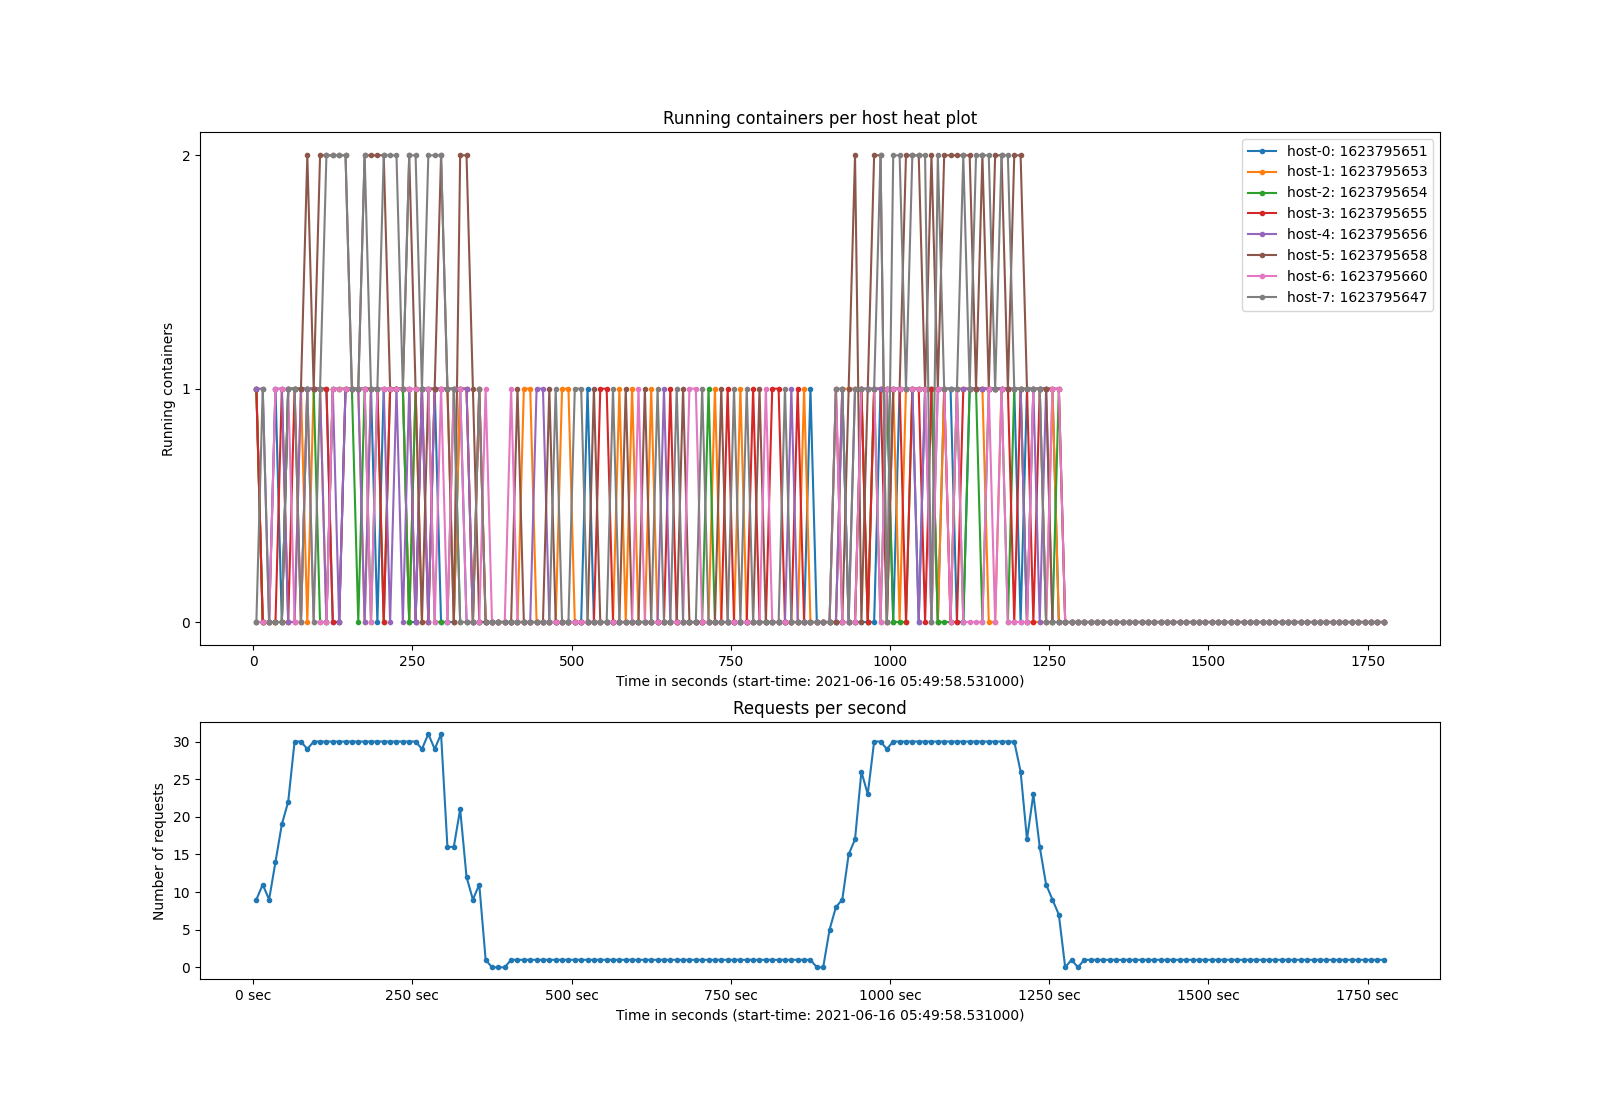 Running containers per host heat plot
2
1
0
Running containers
host-0: 1623795651
host-1: 1623795653
host-2: 1623795654
host-3: 1623795655
host-4: 1623795656
host-5: 1623795658
host-6: 1623795660
host-7: 1623795647
0 250 500 750 1000 1250 1500 1750
Time in seconds (start-time: 2021-06-16 05:49:58.531000)
Requests per second
30
25
20
15
10
5
0
Number of requests
0 sec 250 sec 500 sec 750 sec 1000 sec 1250 sec 1500 sec 1750 sec
Time in seconds (start-time: 2021-06-16 05:49:58.531000)